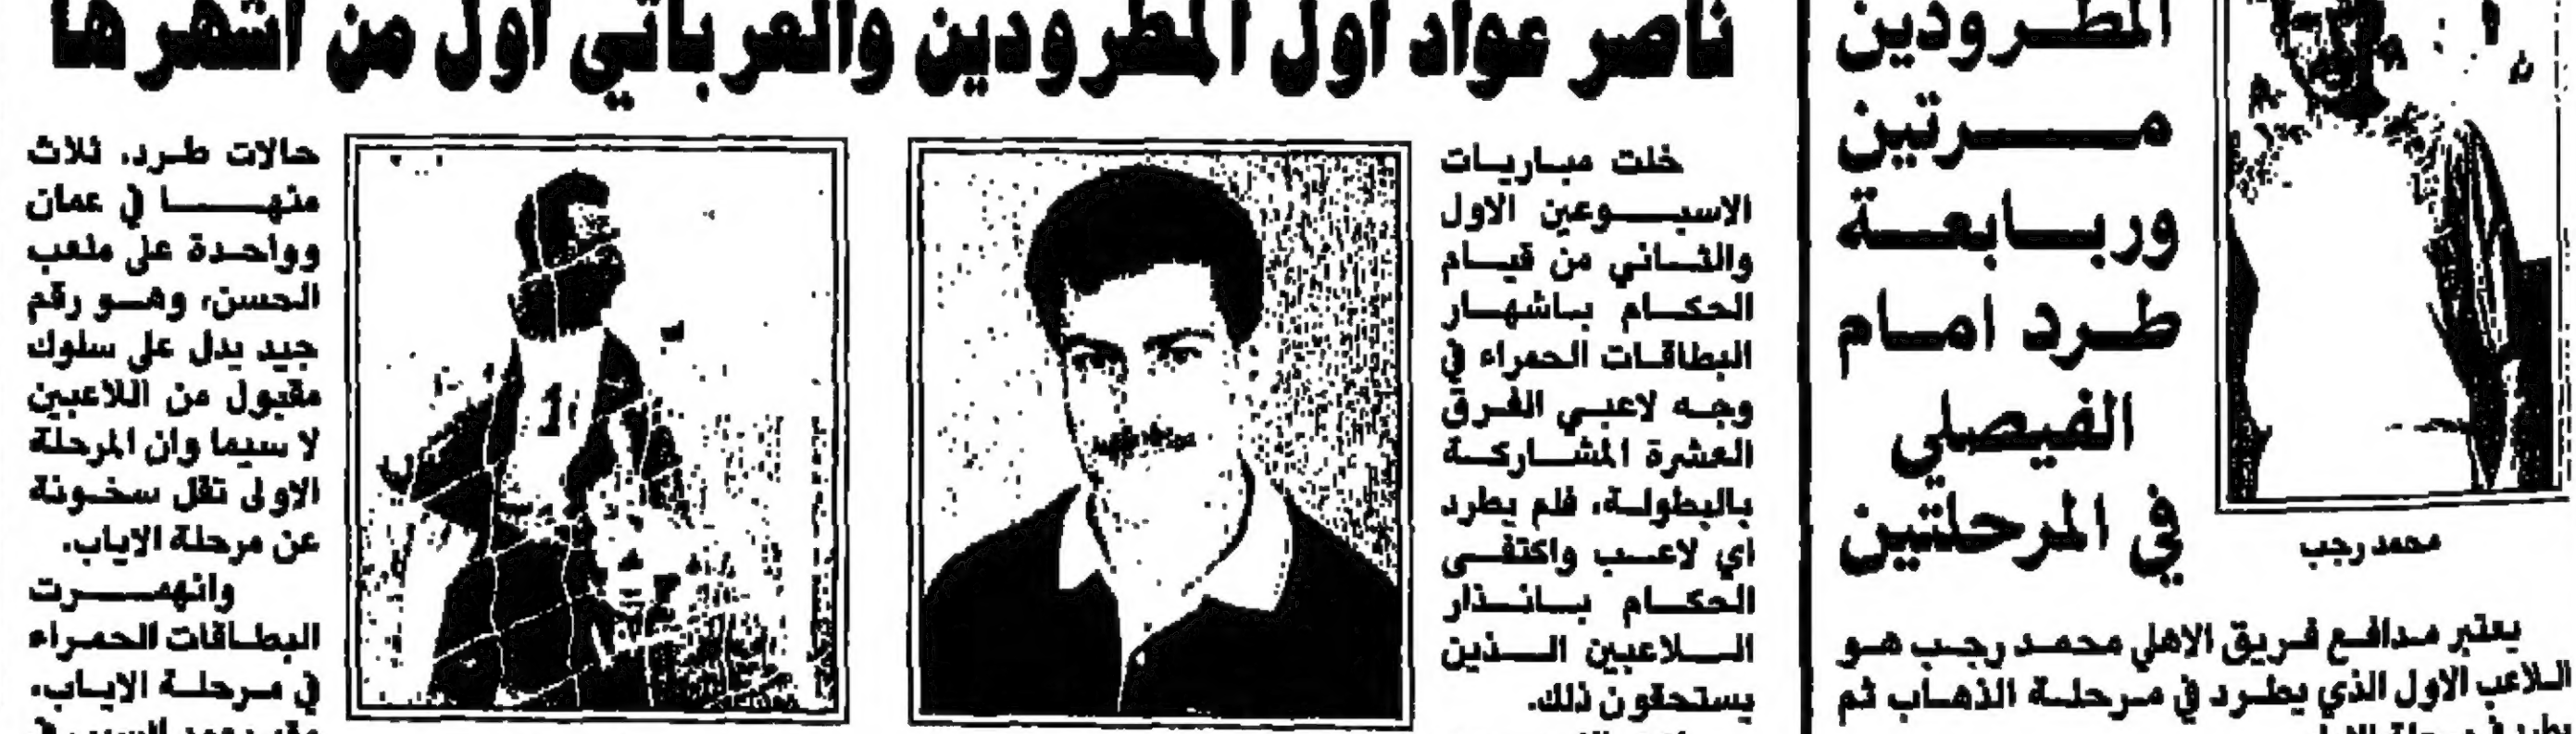 المطرودين
مرتين
ورابعة
طرد امام
الفيصلي
في المرحلتين
محمد رجب
يعتبر مدافع فريق الاهلي محمد رجب هو
اللاعب الاول الذي يطرد في مرحلة الذهاب ثم
ناصر عواد اول المطرودين والعرباتي اول من اشهرها
خلت مباريات
الاسبوعين الاول
والثاني من قيام
الحكام باشهار
البطاقات الحمراء في
وجه لاعبي الفرق
العشرة المشاركة
بالبطولة، فلم يطرد
اي لاعب واكتفى
الحكام بانذار
اللاعبين الذين
يستحقون ذلك.
حالات طرد، ثلاث
منها في عمان
وواحدة على ملعب
الحسن، وهو رقم
جيد يدل على سلوك
مقبول من اللاعبين
لا سيما وان المرحلة
الاولى تقل سخونة
عن مرحلة الاياب.
وانهمرت
البطاقات الحمراء
في مرحلة الاياب،
1